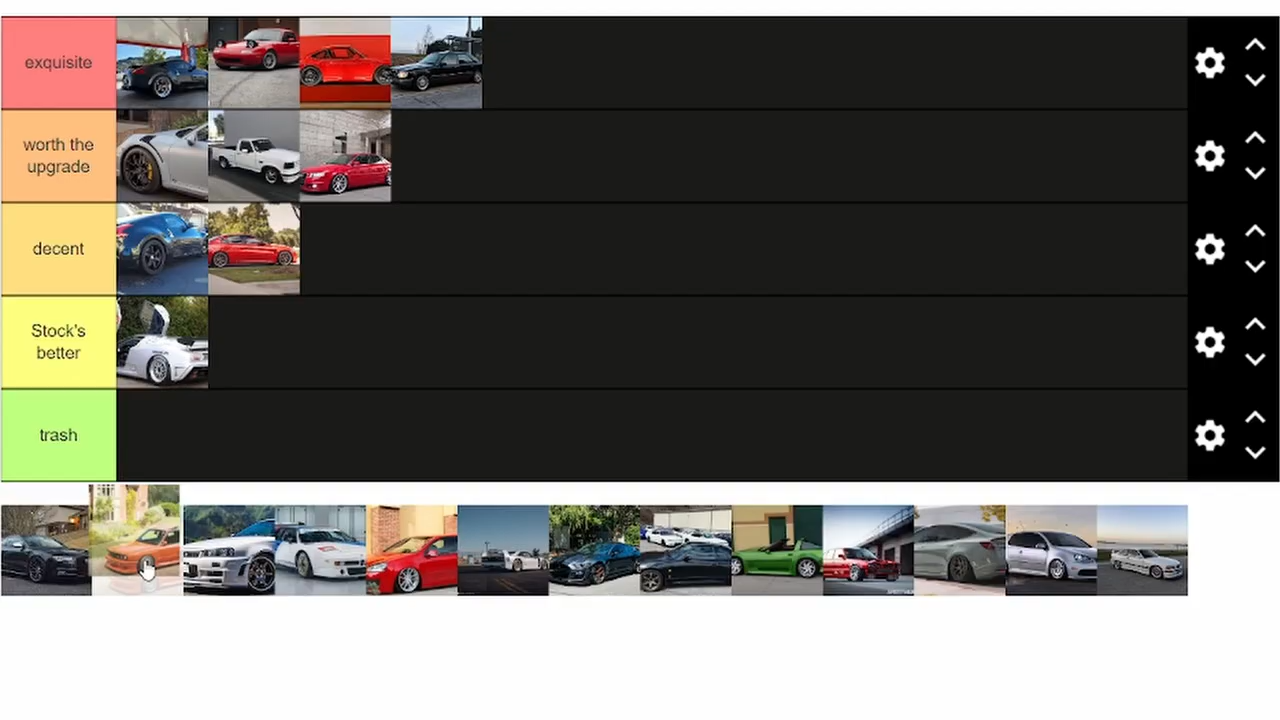 exquisite
worth the
upgrade
decent
Stock's
better
trash